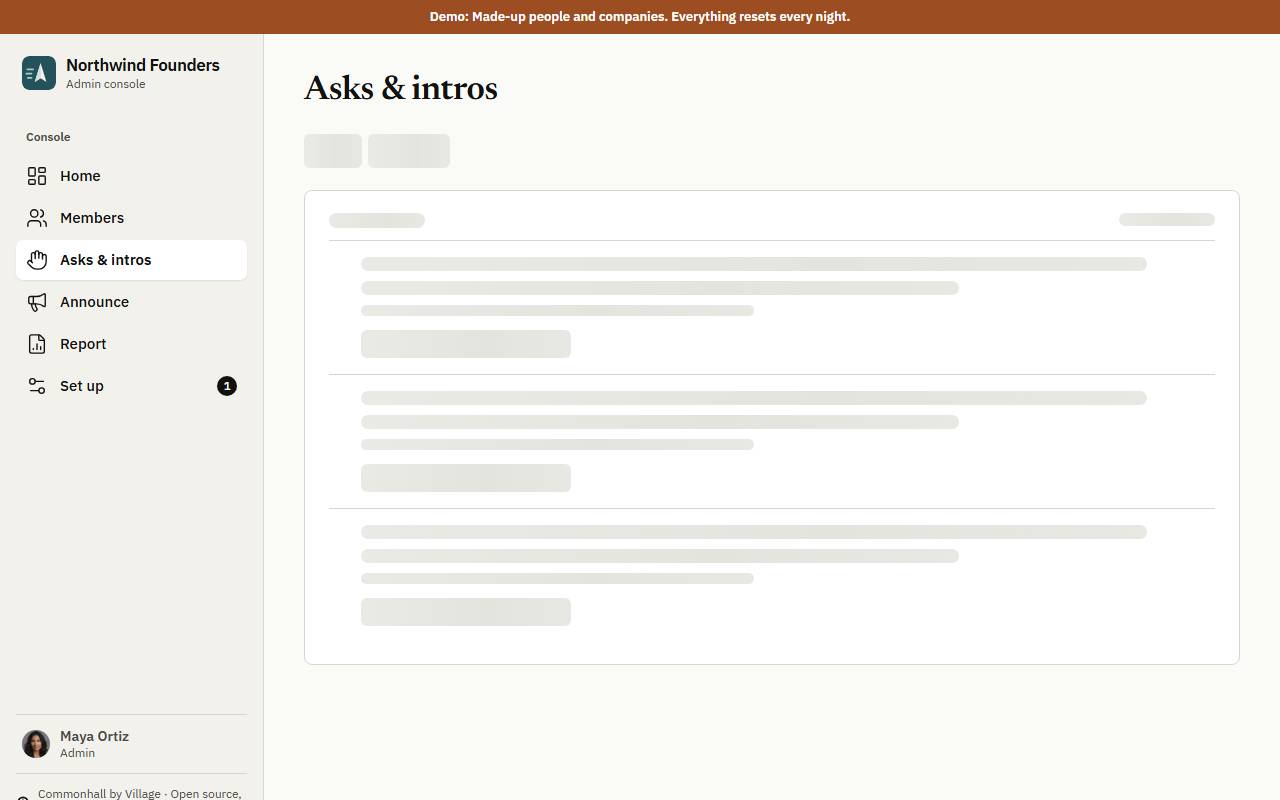 Demo: Made-up people and companies. Everything resets every night.
Northwind Founders
Admin console
Console
Home
Members
Asks & intros
Announce
Report
Set up
1
Maya Ortiz
Admin
Commonhall by Village · Open source,
Asks & intros